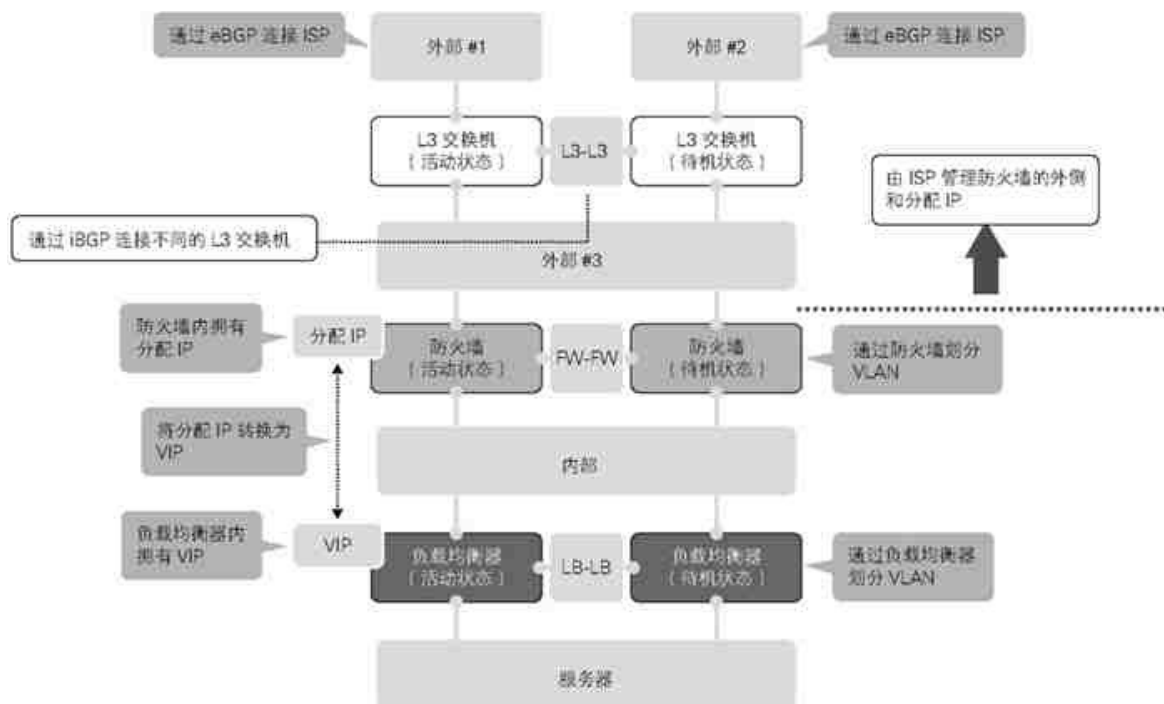 通过 eBGP 连接 ISP
外部 #1
外部 #2
通过 eBGP 连接 ISP
L3 交换机
（活动状态）
L3-L3
L3 交换机
（待机状态）
由 ISP 管理防火墙的外侧
和分配 IP
通过 iBGP 连接不同的 L3 交换机
外部 #3
防火墙内拥有
分配 IP
分配 IP
防火墙
（活动状态）
FW-FW
防火墙
（待机状态）
通过防火墙划分
VLAN
将分配 IP 转换为
VIP
内部
负载均衡器内
拥有 VIP
VIP
负载均衡器
（活动状态）
LB-LB
负载均衡器
（待机状态）
通过负载均衡器
划分 VLAN
服务器